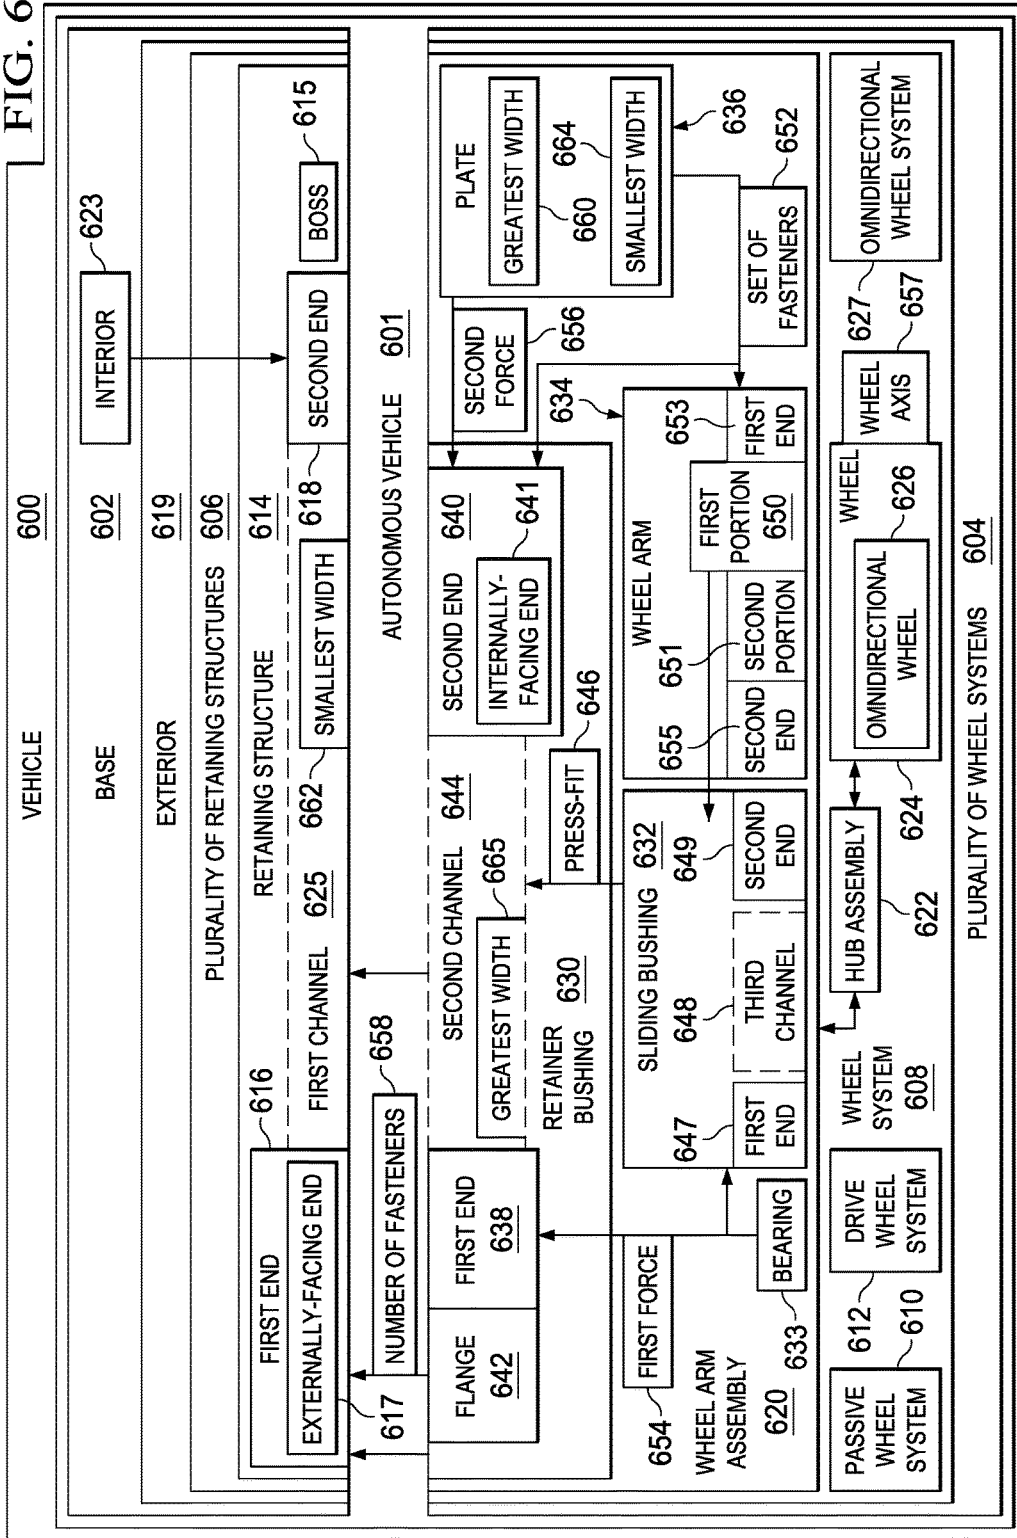 FIG. 6
VEHICLE
600
BASE
602
INTERIOR
623
EXTERIOR
619
PLURALITY OF RETAINING STRUCTURES
606
RETAINING STRUCTURE
614
FIRST END
616
EXTERNALLY-FACING END
617
FIRST CHANNEL
625
662
SMALLEST WIDTH
618
SECOND END
BOSS
615
AUTONOMOUS VEHICLE
601
NUMBER OF FASTENERS
658
FLANGE
642
FIRST END
638
SECOND CHANNEL
644
GREATEST WIDTH
665
RETAINER
BUSHING
630
SECOND END
640
INTERNALLY-
FACING END
641
PRESS-FIT
646
SECOND
FORCE
656
PLATE
GREATEST WIDTH
660
664
SMALLEST WIDTH
636
SET OF
FASTENERS
652
654
FIRST FORCE
WHEEL ARM
ASSEMBLY
620
BEARING
633
SLIDING BUSHING
632
647
FIRST
END
648
THIRD
CHANNEL
649
SECOND
END
WHEEL ARM
634
655
SECOND
END
651
SECOND
PORTION
FIRST
PORTION
650
653
FIRST
END
PASSIVE
WHEEL
SYSTEM
610
612
DRIVE
WHEEL
SYSTEM
WHEEL
SYSTEM
608
HUB ASSEMBLY
622
WHEEL
624
OMNIDIRECTIONAL
WHEEL
626
WHEEL
AXIS
657
627
OMNIDIRECTIONAL
WHEEL SYSTEM
PLURALITY OF WHEEL SYSTEMS
604